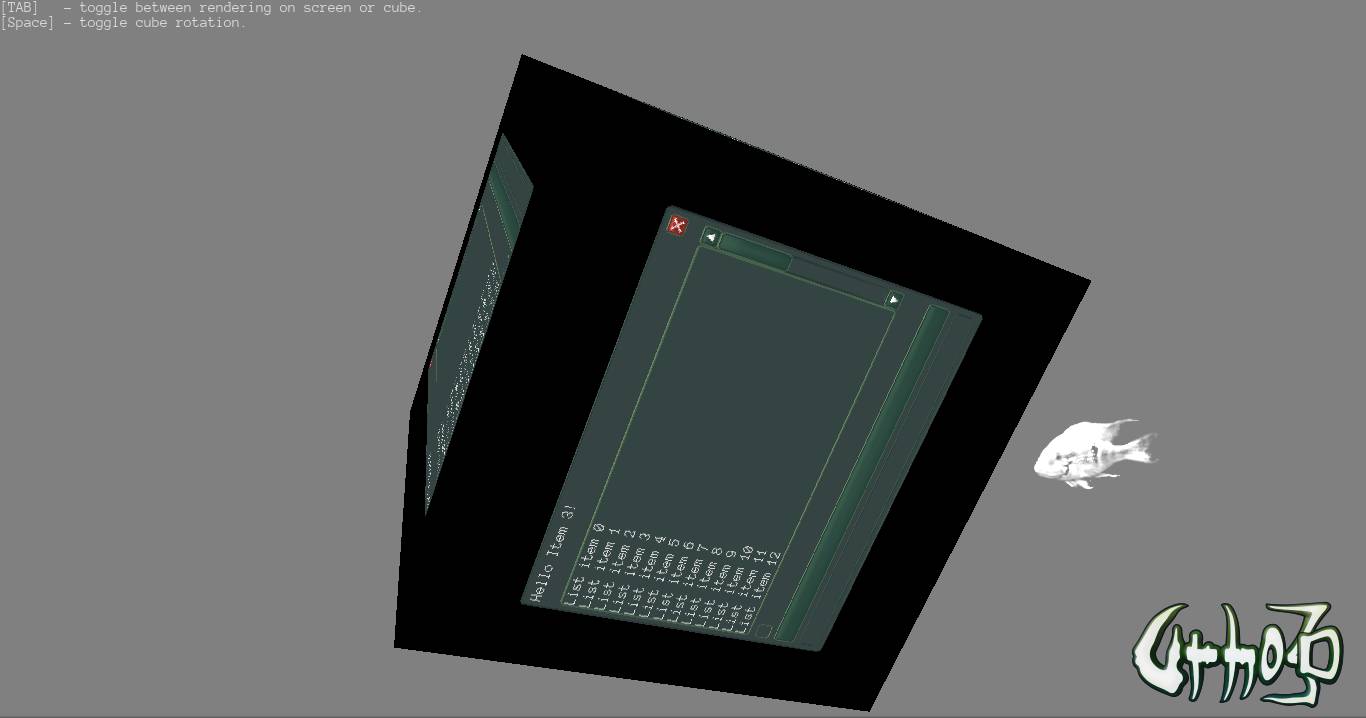 [TAB]   - toggle between rendering on screen or cube.
[Space] - toggle cube rotation.
Hello Item 3!
List item 0
List item 1
List item 2
List item 3
List item 4
List item 5
List item 6
List item 7
List item 8
List item 9
List item 10
List item 11
List item 12